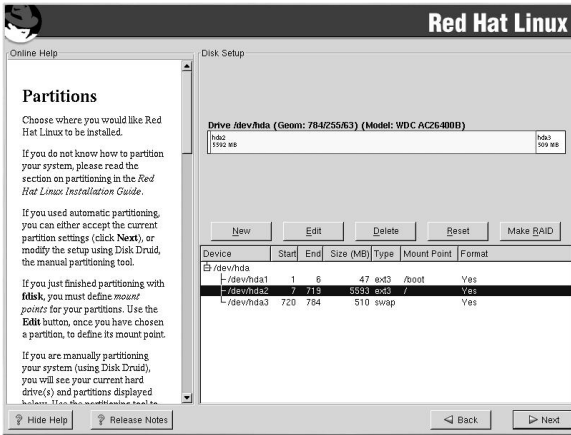 Red Hat Linux
Online Help
Partitions
Choose where you would like Red
Hat Linux to be installed.
If you do not know how to partition
your system, please read the
section on partitioning in the Red
Hat Linux Installation Guide.
If you used automatic partitioning,
you can either accept the current
partition settings (click Next), or
modify the setup using Disk Druid,
the manual partitioning tool.
If you just finished partitioning with
fdisk, you must define mount
points for your partitions. Use the
Edit button, once you have chosen
a partition, to define its mount point.
If you are manually partitioning
your system (using Disk Druid),
you will see your current hard
drive(s) and partitions displayed
below. Use the partitioning tool to
Disk Setup
Drive /dev/hda (Geom: 784/255/63) (Model: WDC AC26400B)
hda2 hda3
5592 MB 509 MB
New Edit Delete Reset Make RAID
Device Start End Size (MB) Type Mount Point Format
/dev/hda
/dev/hda1 1 6 47 ext3 /boot Yes
/dev/hda2 7 719 5593 ext3 / Yes
/dev/hda3 720 784 510 swap Yes
Hide Help Release Notes Back Next